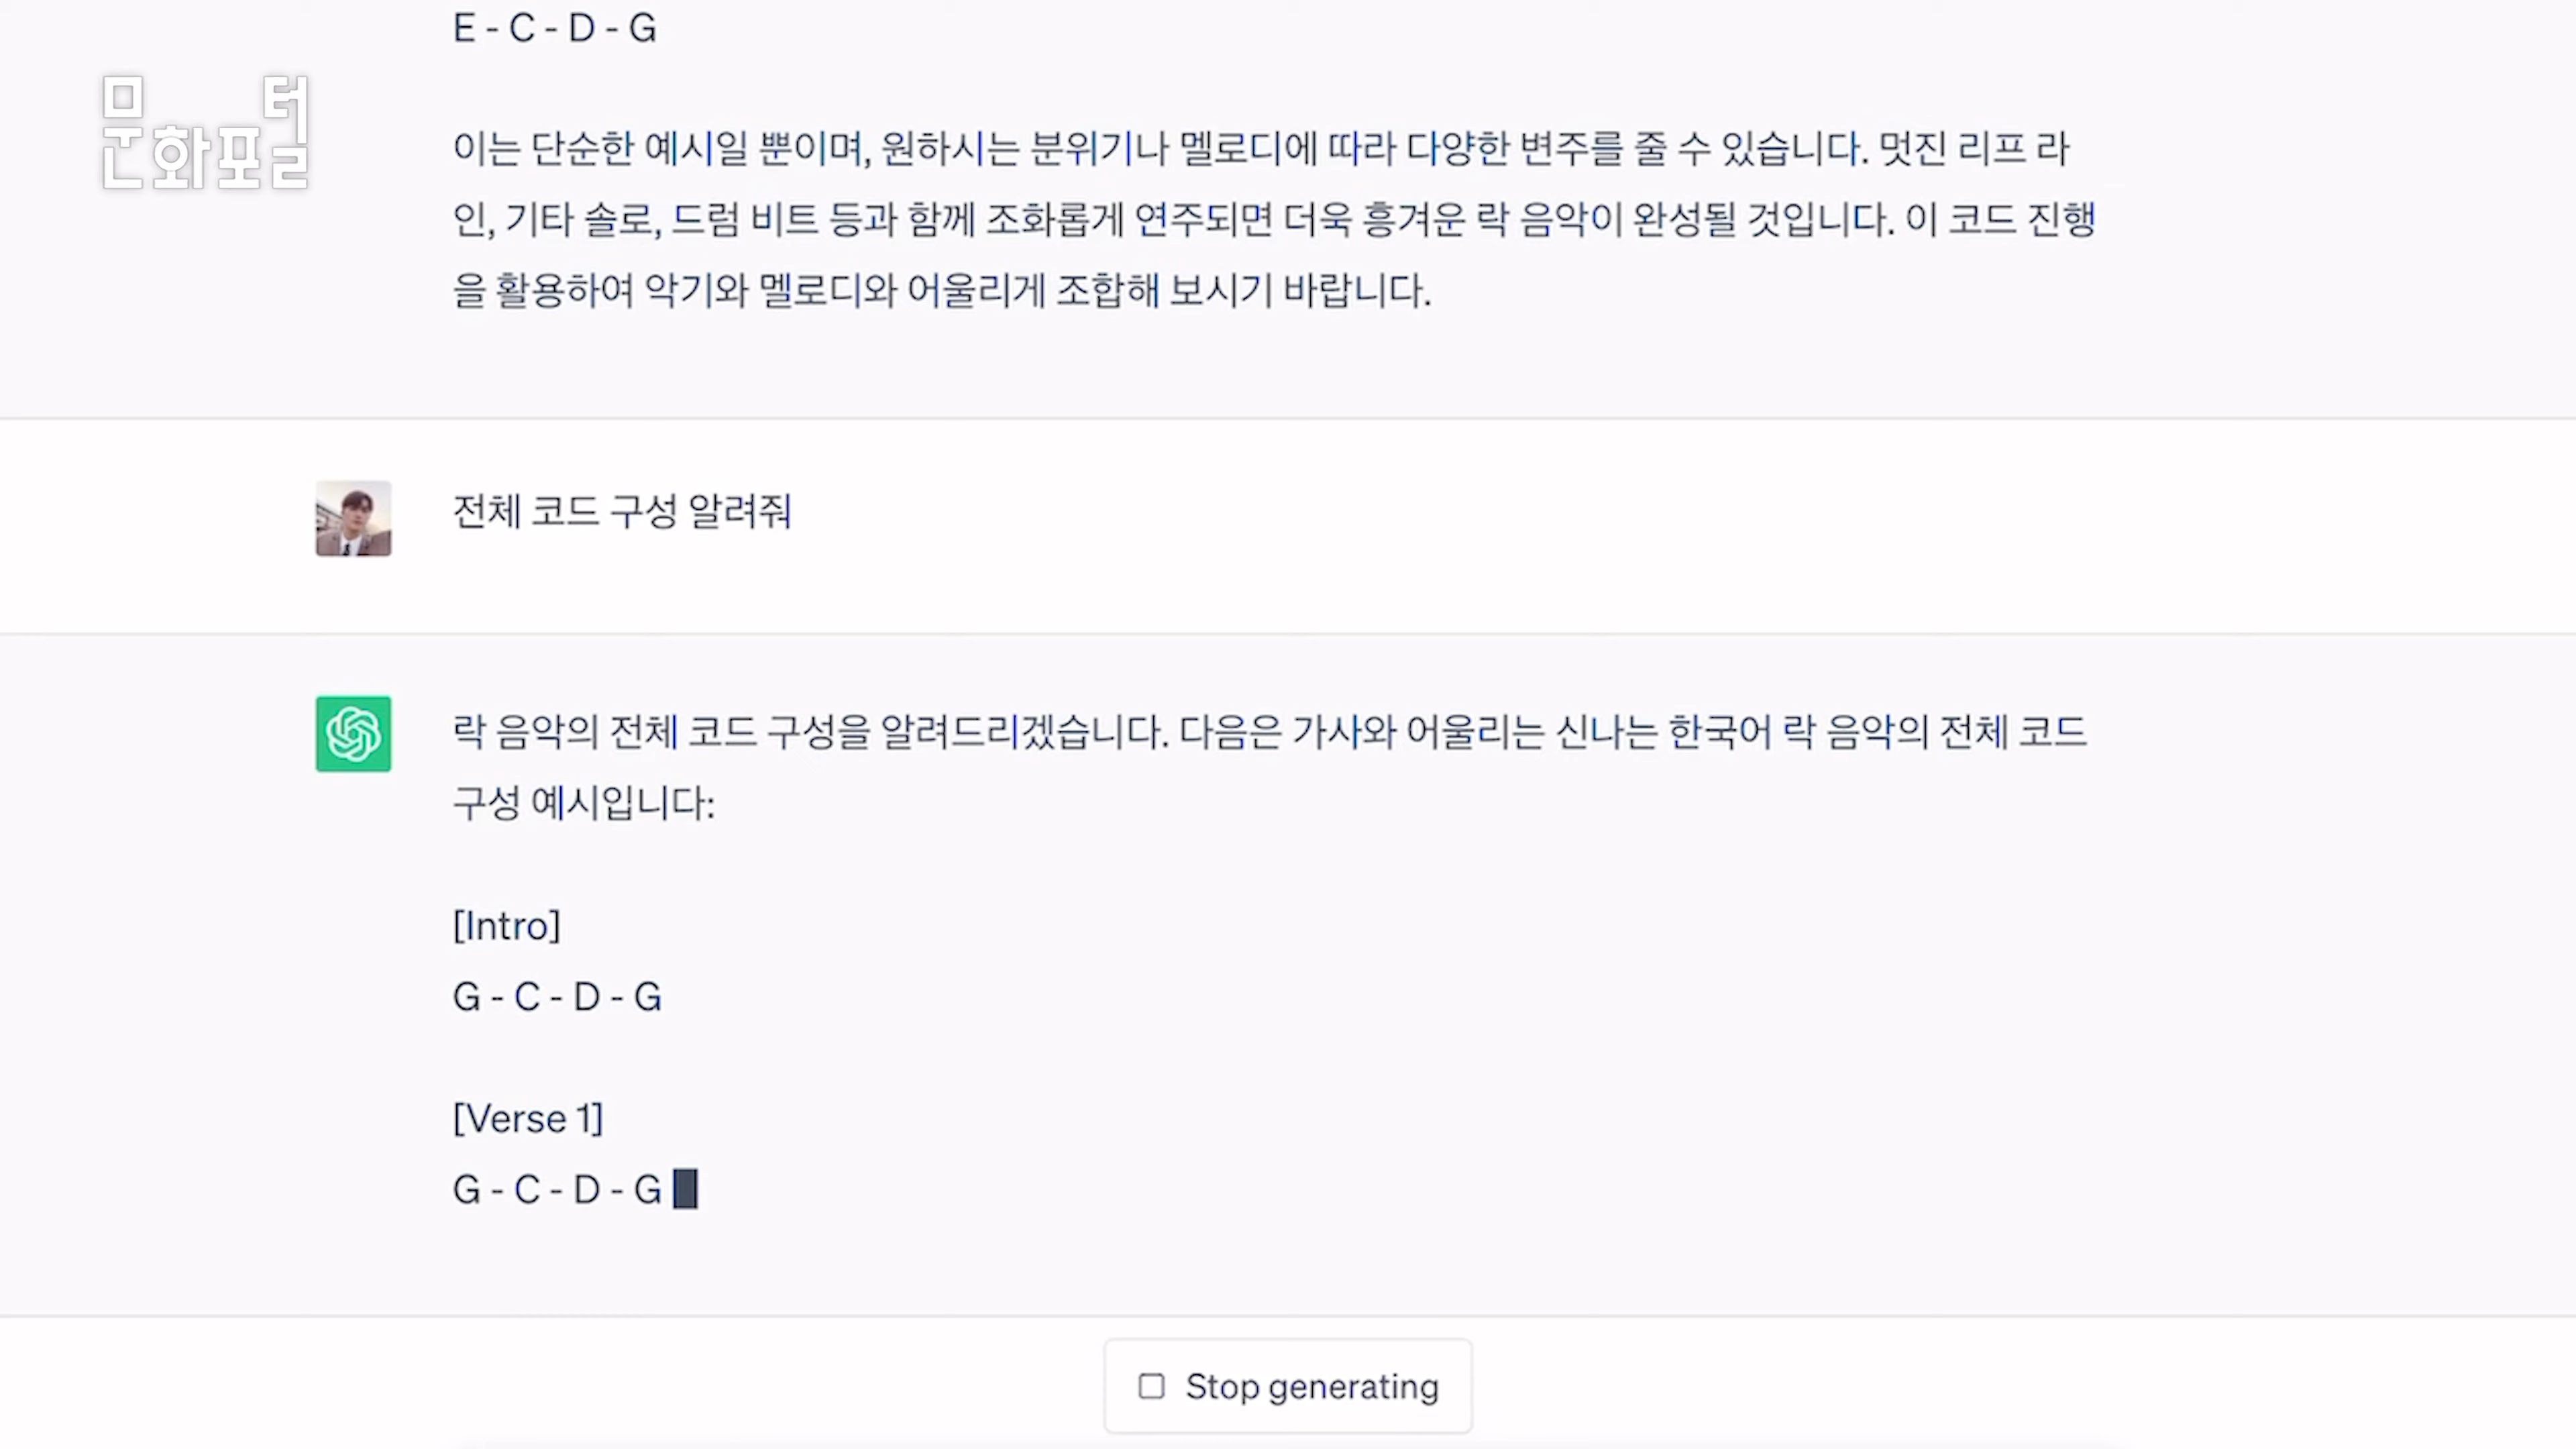 E - C - D - G
문화포털
이는 단순한 예시일 뿐이며, 원하시는 분위기나 멜로디에 따라 다양한 변주를 줄 수 있습니다. 멋진 리프 라
인, 기타 솔로, 드럼 비트 등과 함께 조화롭게 연주되면 더욱 흥겨운 락 음악이 완성될 것입니다. 이 코드 진행
을 활용하여 악기와 멜로디와 어울리게 조합해 보시기 바랍니다.
전체 코드 구성 알려줘
락 음악의 전체 코드 구성을 알려드리겠습니다. 다음은 가사와 어울리는 신나는 한국어 락 음악의 전체 코드
구성 예시입니다:
[Intro]
G - C - D - G
[Verse 1]
G - C - D - G
Stop generating